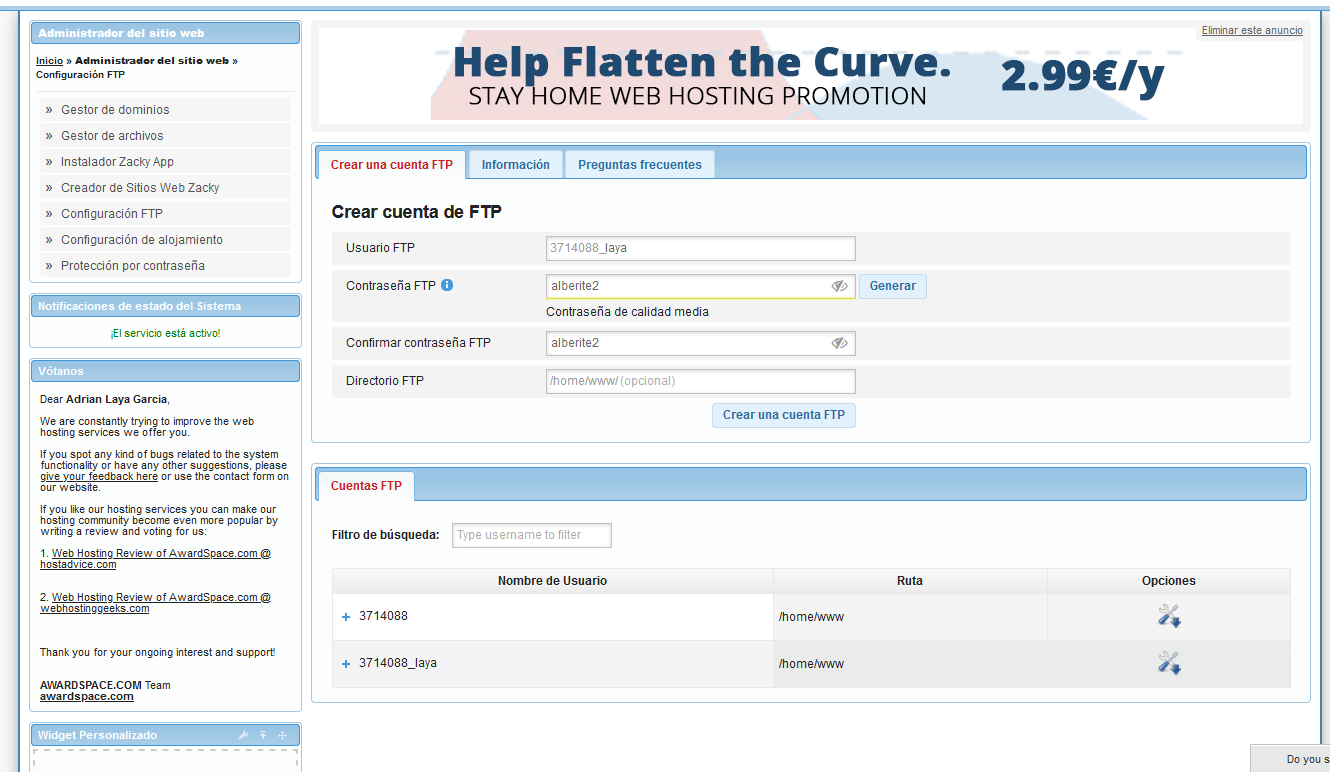 Administrador del sitio web
Inicio » Administrador del sitio web »
Configuración FTP
» Gestor de dominios
» Gestor de archivos
» Instalador Zacky App
» Creador de Sitios Web Zacky
» Configuración FTP
» Configuración de alojamiento
» Protección por contraseña
Notificaciones de estado del Sistema
¡El servicio está activo!
Vótanos
Dear Adrian Laya Garcia,
We are constantly trying to improve the web
hosting services we offer you.
If you spot any kind of bugs related to the system
functionality or have any other suggestions, please
give your feedback here or use the contact form on
our website.
If you like our hosting services you can make our
hosting community become even more popular by
writing a review and voting for us:
1. Web Hosting Review of AwardSpace.com @
hostadvice.com
2. Web Hosting Review of AwardSpace.com @
webhostinggeeks.com
Thank you for your ongoing interest and support!
AWARDSPACE.COM Team
awardspace.com
Widget Personalizado
Eliminar este anuncio
Help Flatten the Curve.
STAY HOME WEB HOSTING PROMOTION
2.99€/y
Crear una cuenta FTP Información Preguntas frecuentes
Crear cuenta de FTP
Usuario FTP 3714088_laya
Contraseña FTP alberite2 Generar
Contraseña de calidad media
Confirmar contraseña FTP alberite2
Directorio FTP /home/www/ (opcional)
Crear una cuenta FTP
Cuentas FTP
Filtro de búsqueda: Type username to filter
Nombre de Usuario Ruta Opciones
+ 3714088 /home/www
+ 3714088_laya /home/www
Do you s